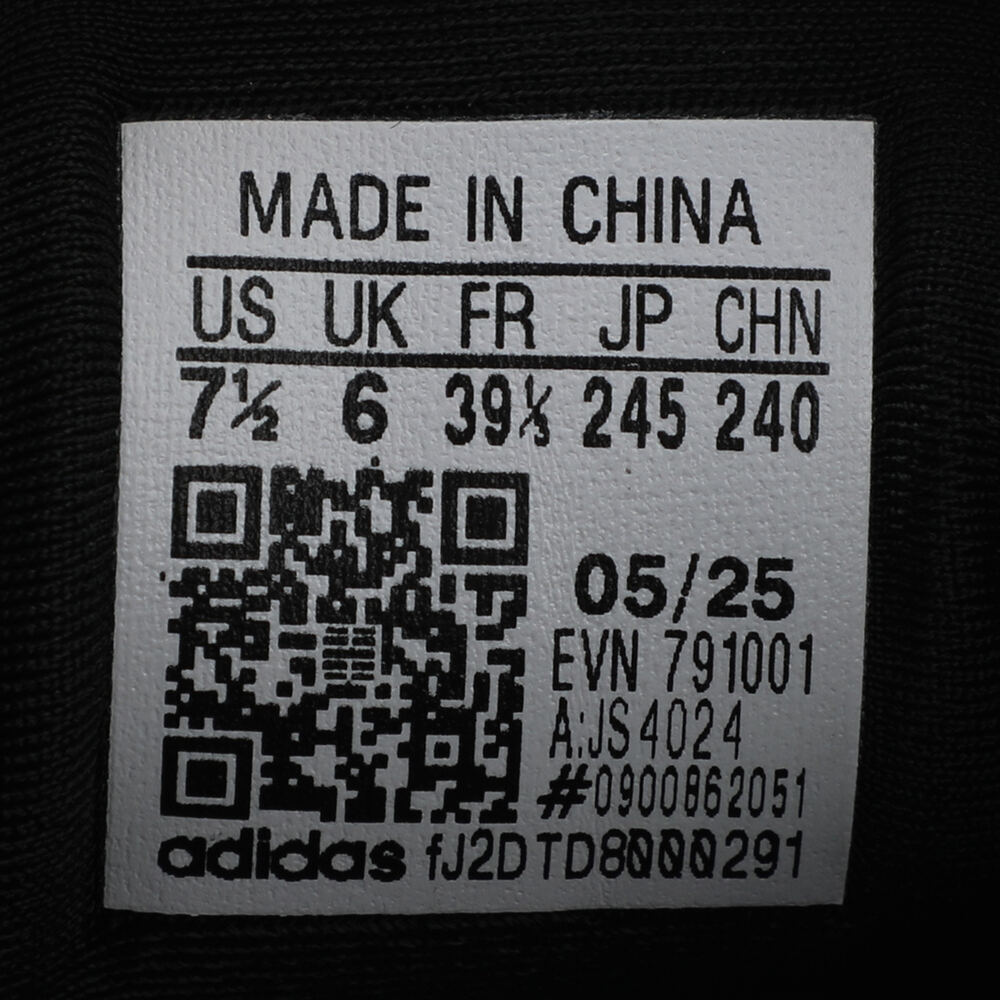 MADE IN CHINA
US UK FR JP CHN
7½ 6 39⅓ 245 240
05/25
EVN 791001
A:JS4024
#0900862051
adidas fJ2DTD8000291